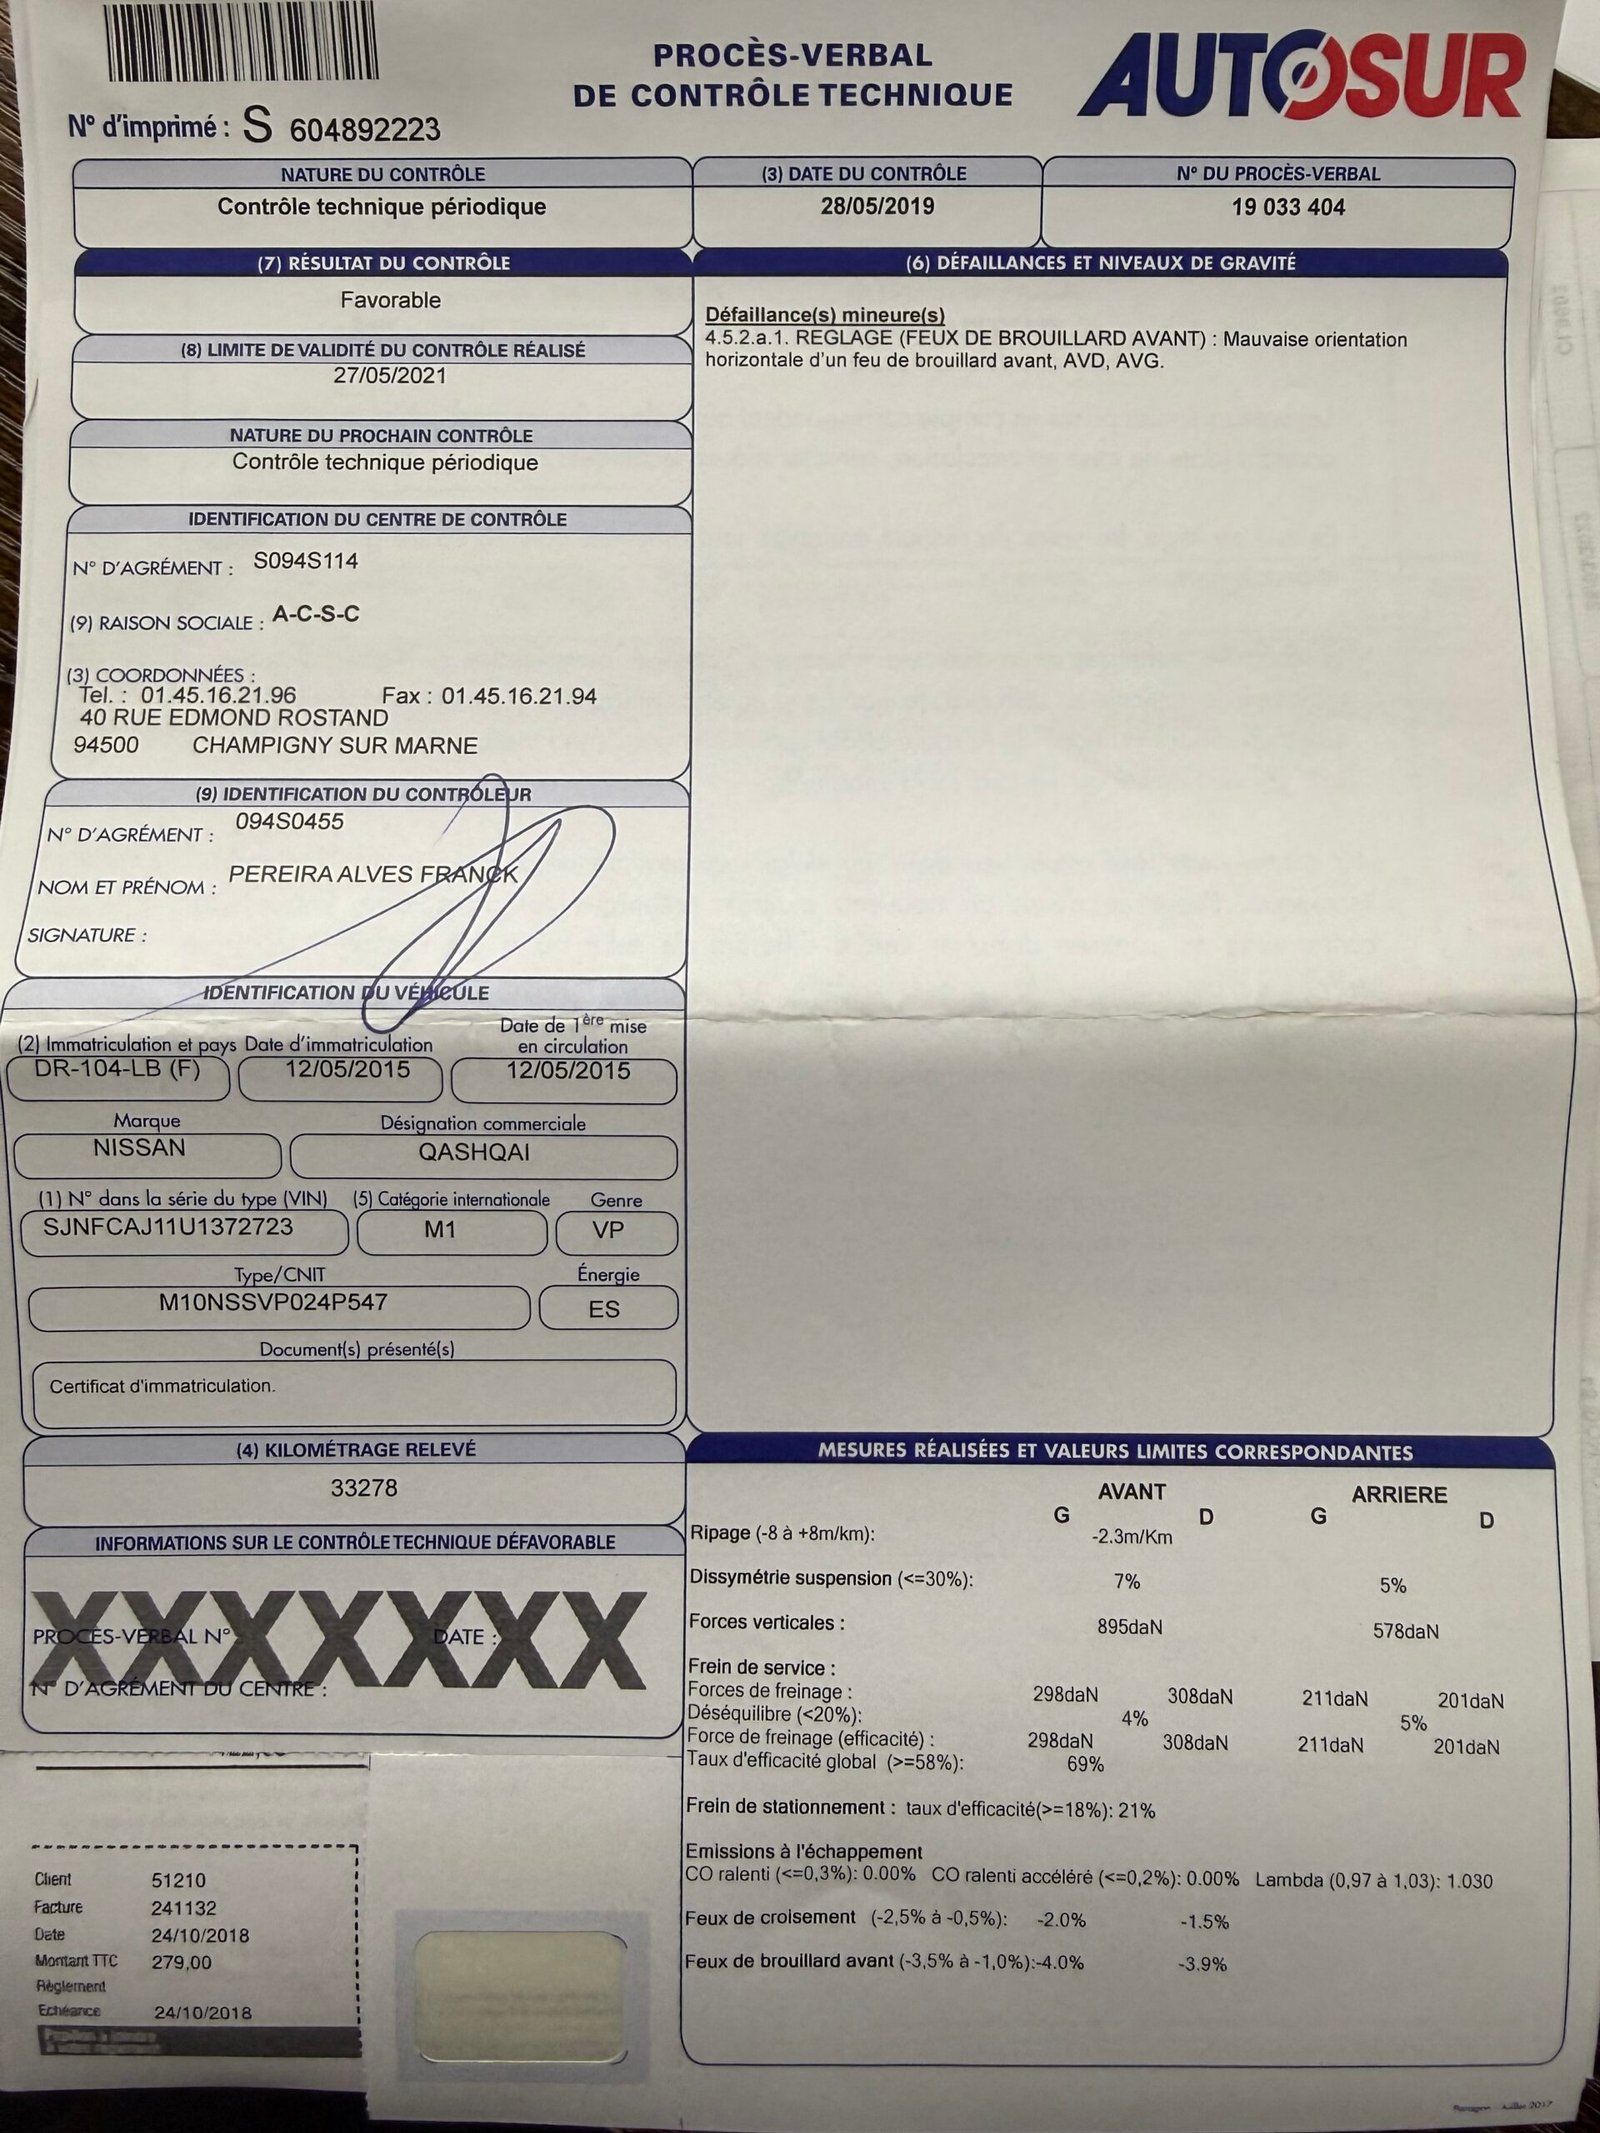 PROCÈS-VERBAL
DE CONTRÔLE TECHNIQUE
AUTOSUR
N° d'imprimé : S 604892223
NATURE DU CONTRÔLE
Contrôle technique périodique
(3) DATE DU CONTRÔLE
28/05/2019
N° DU PROCÈS-VERBAL
19 033 404
(7) RÉSULTAT DU CONTRÔLE
Favorable
(8) LIMITE DE VALIDITÉ DU CONTRÔLE RÉALISÉ
27/05/2021
NATURE DU PROCHAIN CONTRÔLE
Contrôle technique périodique
IDENTIFICATION DU CENTRE DE CONTRÔLE
N° D'AGRÉMENT : S094S114
(9) RAISON SOCIALE : A-C-S-C
(3) COORDONNÉES :
Tel. : 01.45.16.21.96 Fax : 01.45.16.21.94
40 RUE EDMOND ROSTAND
94500 CHAMPIGNY SUR MARNE
(9) IDENTIFICATION DU CONTRÔLEUR
N° D'AGRÉMENT : 094S0455
NOM ET PRÉNOM : PEREIRA ALVES FRANCK
SIGNATURE :
IDENTIFICATION DU VÉHICULE
(2) Immatriculation et pays Date d'immatriculation Date de 1ère mise
en circulation
DR-104-LB (F) 12/05/2015 12/05/2015
Marque Désignation commerciale
NISSAN QASHQAI
(1) N° dans la série du type (VIN) (5) Catégorie internationale Genre
SJNFCAJ11U1372723 M1 VP
Type/CNIT Énergie
M10NSSVP024P547 ES
Document(s) présenté(s)
Certificat d'immatriculation.
(4) KILOMÉTRAGE RELEVÉ
33278
INFORMATIONS SUR LE CONTRÔLE TECHNIQUE DÉFAVORABLE
XXXXXXX
PROCÈS-VERBAL N° DATE :
N° D'AGRÉMENT DU CENTRE :
(6) DÉFAILLANCES ET NIVEAUX DE GRAVITÉ
Défaillance(s) mineure(s)
4.5.2.a.1. REGLAGE (FEUX DE BROUILLARD AVANT) : Mauvaise orientation
horizontale d'un feu de brouillard avant, AVD, AVG.
MESURES RÉALISÉES ET VALEURS LIMITES CORRESPONDANTES
AVANT ARRIERE
G D G D
Ripage (-8 à +8m/km): -2.3m/Km
Dissymétrie suspension (<=30%): 7% 5%
Forces verticales : 895daN 578daN
Frein de service :
Forces de freinage : 298daN 308daN 211daN 201daN
Déséquilibre (<20%): 4% 5%
Force de freinage (efficacité) : 298daN 308daN 211daN 201daN
Taux d'efficacité global (>=58%): 69%
Frein de stationnement : taux d'efficacité(>=18%): 21%
Emissions à l'échappement
CO ralenti (<=0,3%): 0.00% CO ralenti accéléré (<=0,2%): 0.00% Lambda (0,97 à 1,03): 1.030
Feux de croisement (-2,5% à -0,5%): -2.0% -1.5%
Feux de brouillard avant (-3,5% à -1,0%):-4.0% -3.9%
Client 51210
Facture 241132
Date 24/10/2018
Montant TTC 279,00
Règlement
Echéance 24/10/2018
2017